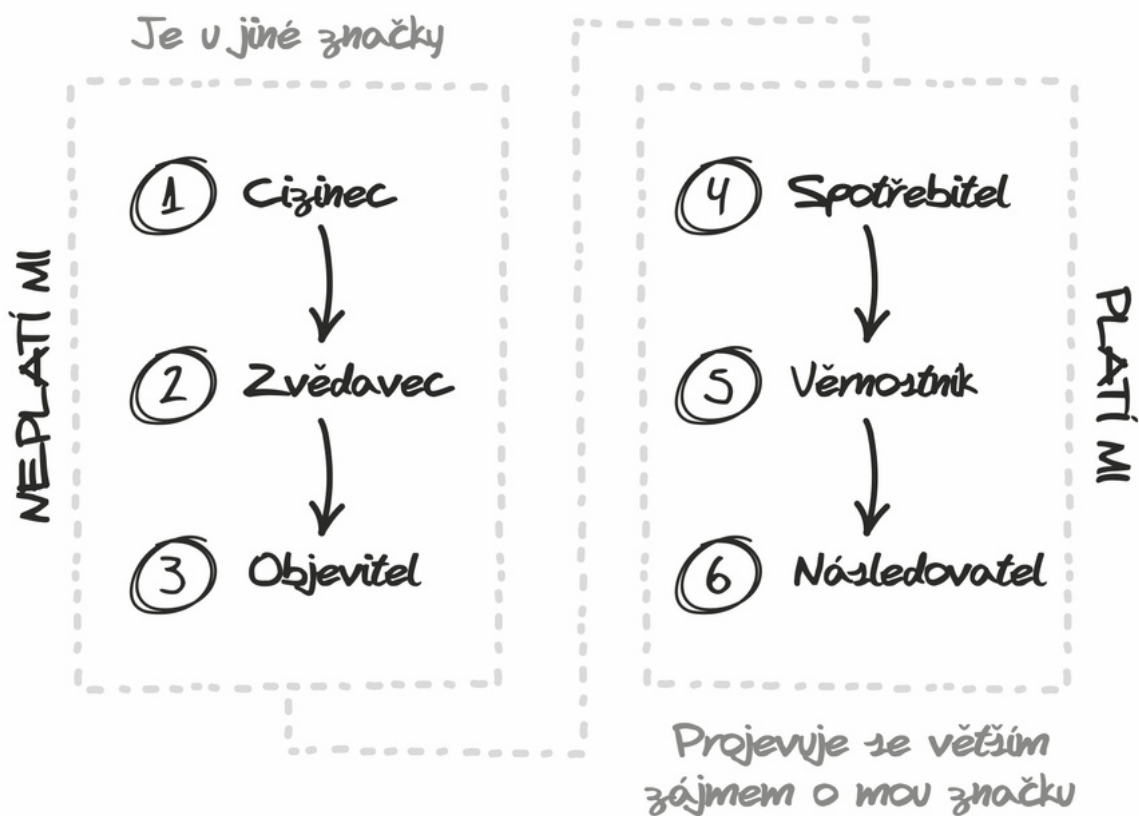 Je u jiné značky
NEPLATÍ MI
1 Cizinec
2 Zvědavec
3 Objevitel
4 Spotřebitel
5 Věrnostník
6 Následovatel
PLATÍ MI
Projevuje se větším
zájmem o mou značku